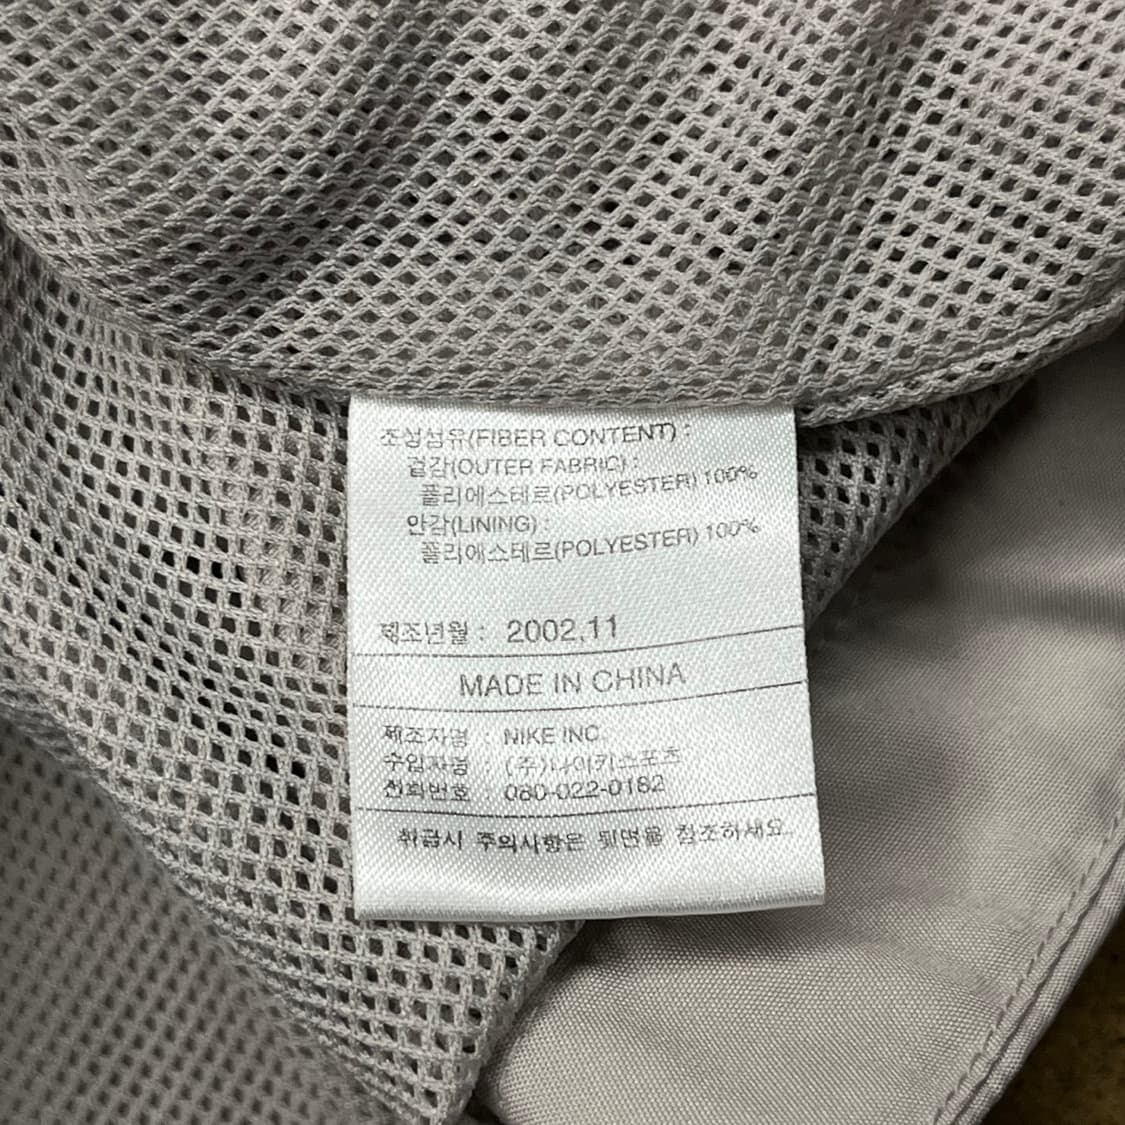 조성섬유(FIBER CONTENT) :
겉감(OUTER FABRIC) :
폴리에스테르(POLYESTER) 100%
안감(LINING) :
폴리에스테르(POLYESTER) 100%
제조년월 : 2002.11
MADE IN CHINA
제조자명 : NIKE INC.
수입자명 : (주)나이키스포츠
전화번호 : 080-022-0182
취급시 주의사항은 뒷면을 참조하세요.